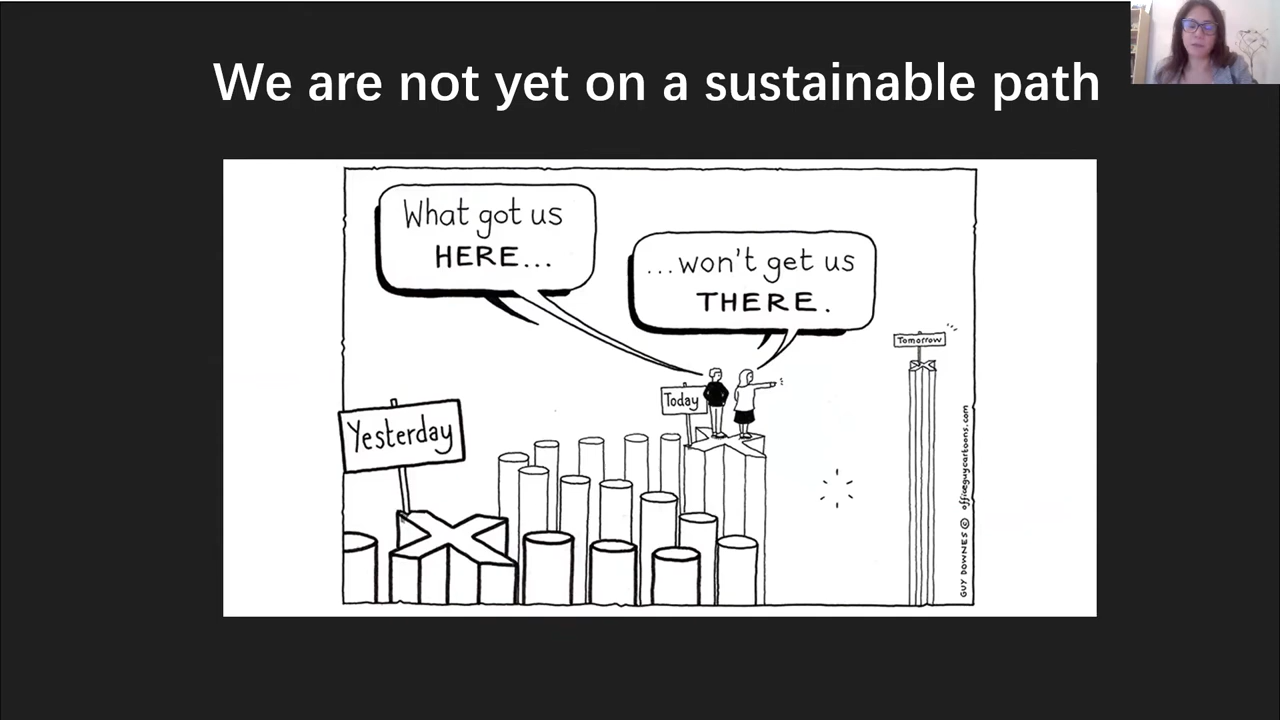 We are not yet on a sustainable path
What got us
HERE...
...won't get us
THERE.
Tomorrow
Today
Yesterday
GUY DOWNES © officeguycartoons.com